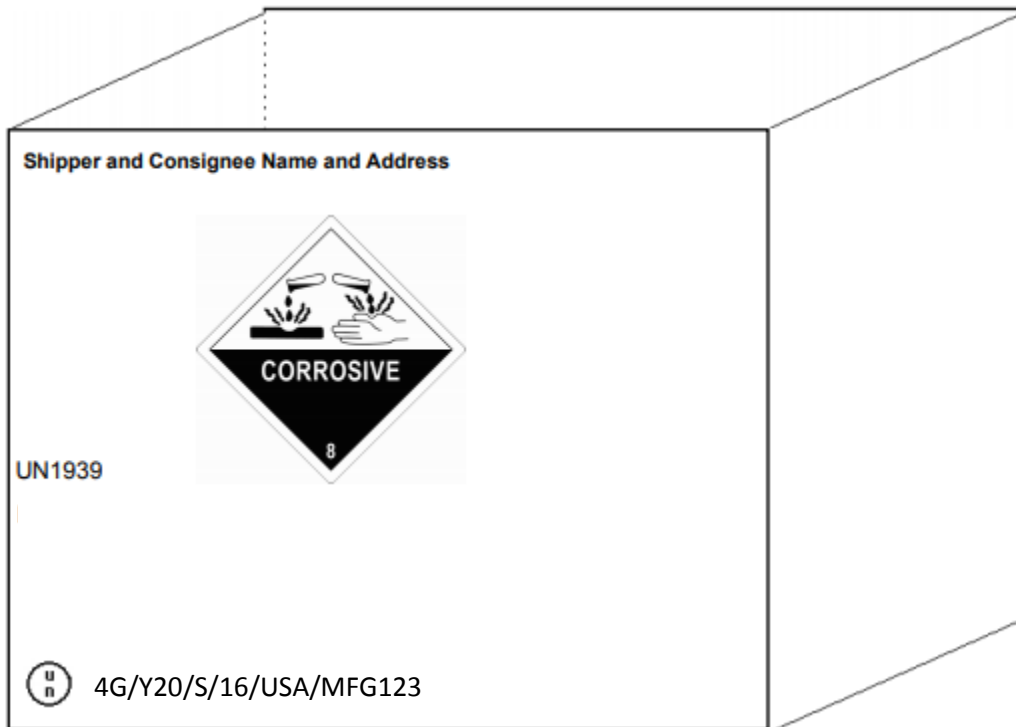 Shipper and Consignee Name and Address
CORROSIVE
8
UN1939
u
n
4G/Y20/S/16/USA/MFG123